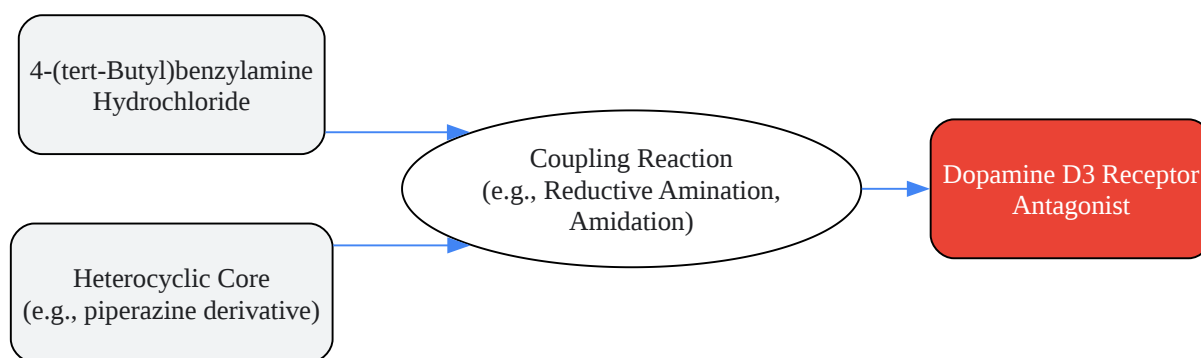 4-(tert-Butyl)benzylamine
Hydrochloride
Heterocyclic Core
(e.g., piperazine derivative)
Coupling Reaction
(e.g., Reductive Amination,
Amidation)
Dopamine D3 Receptor
Antagonist